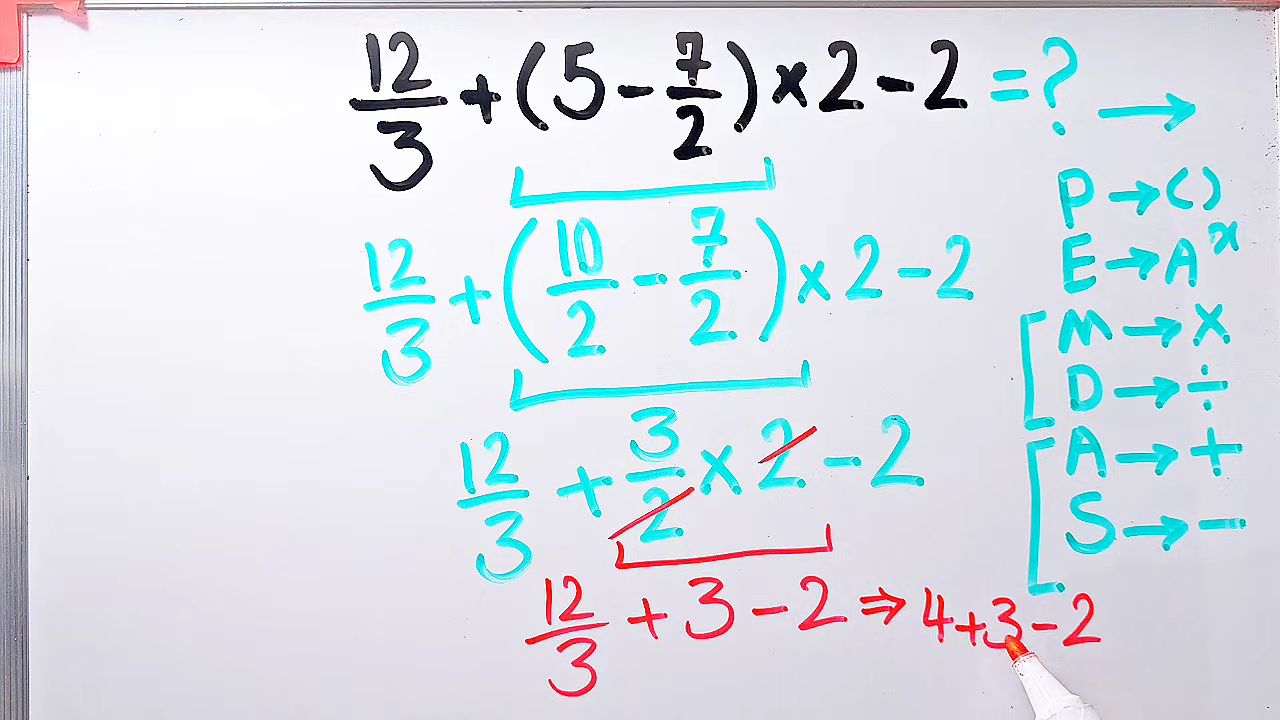 12/3 + (5 - 7/2) × 2 - 2 = ? →
P → ()
12/3 + (10/2 - 7/2) × 2 - 2
E → Aˣ
M → ×
D → ÷
12/3 + 3/2 × 2 - 2
A → +
S → -
12/3 + 3 - 2 ⇒ 4 + 3 - 2